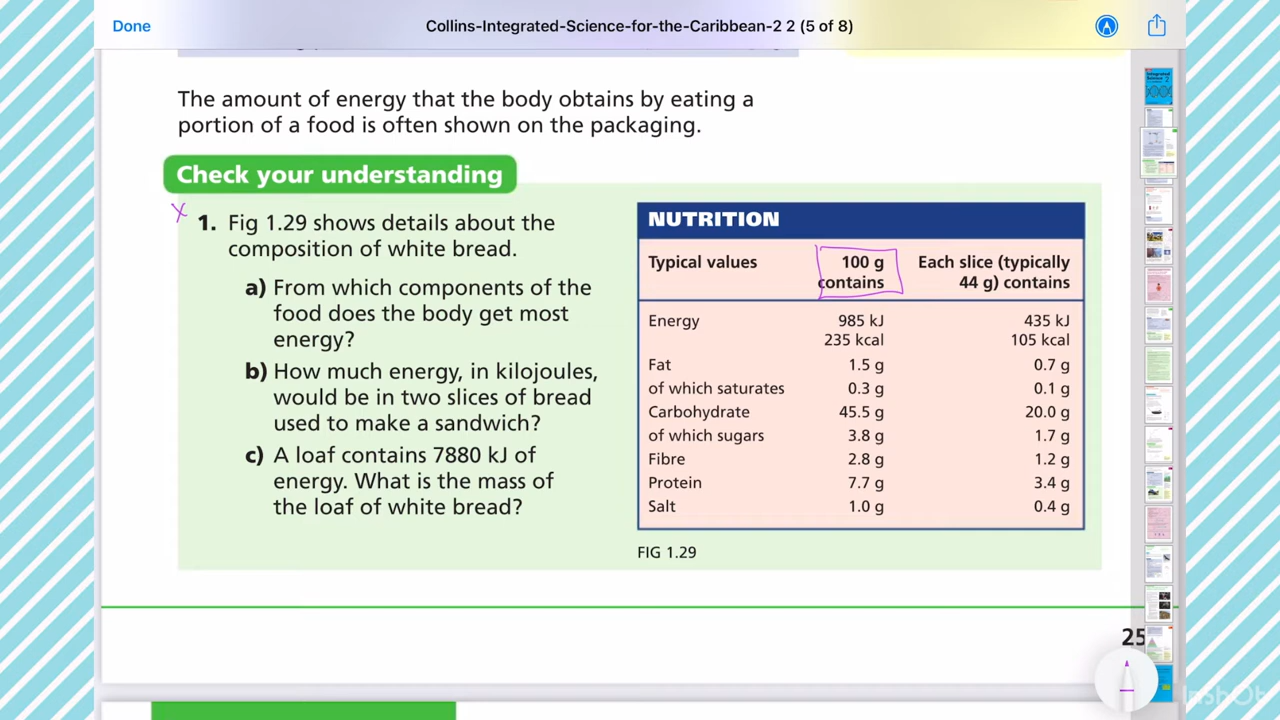 Done
Collins-Integrated-Science-for-the-Caribbean-2 2 (5 of 8)
The amount of energy that the body obtains by eating a
portion of a food is often shown on the packaging.
Check your understanding
1. Fig 1.29 shows details about the
composition of white bread.
a) From which components of the
food does the body get most
energy?
b) How much energy, in kilojoules,
would be in two slices of bread
used to make a sandwich?
c) A loaf contains 7880 kJ of
energy. What is the mass of
the loaf of white bread?
NUTRITION
Typical values 100 g contains Each slice (typically 44 g) contains
Energy 985 kJ 435 kJ
235 kcal 105 kcal
Fat 1.5 g 0.7 g
of which saturates 0.3 g 0.1 g
Carbohydrate 45.5 g 20.0 g
of which sugars 3.8 g 1.7 g
Fibre 2.8 g 1.2 g
Protein 7.7 g 3.4 g
Salt 1.0 g 0.4 g
FIG 1.29
25
InShOt